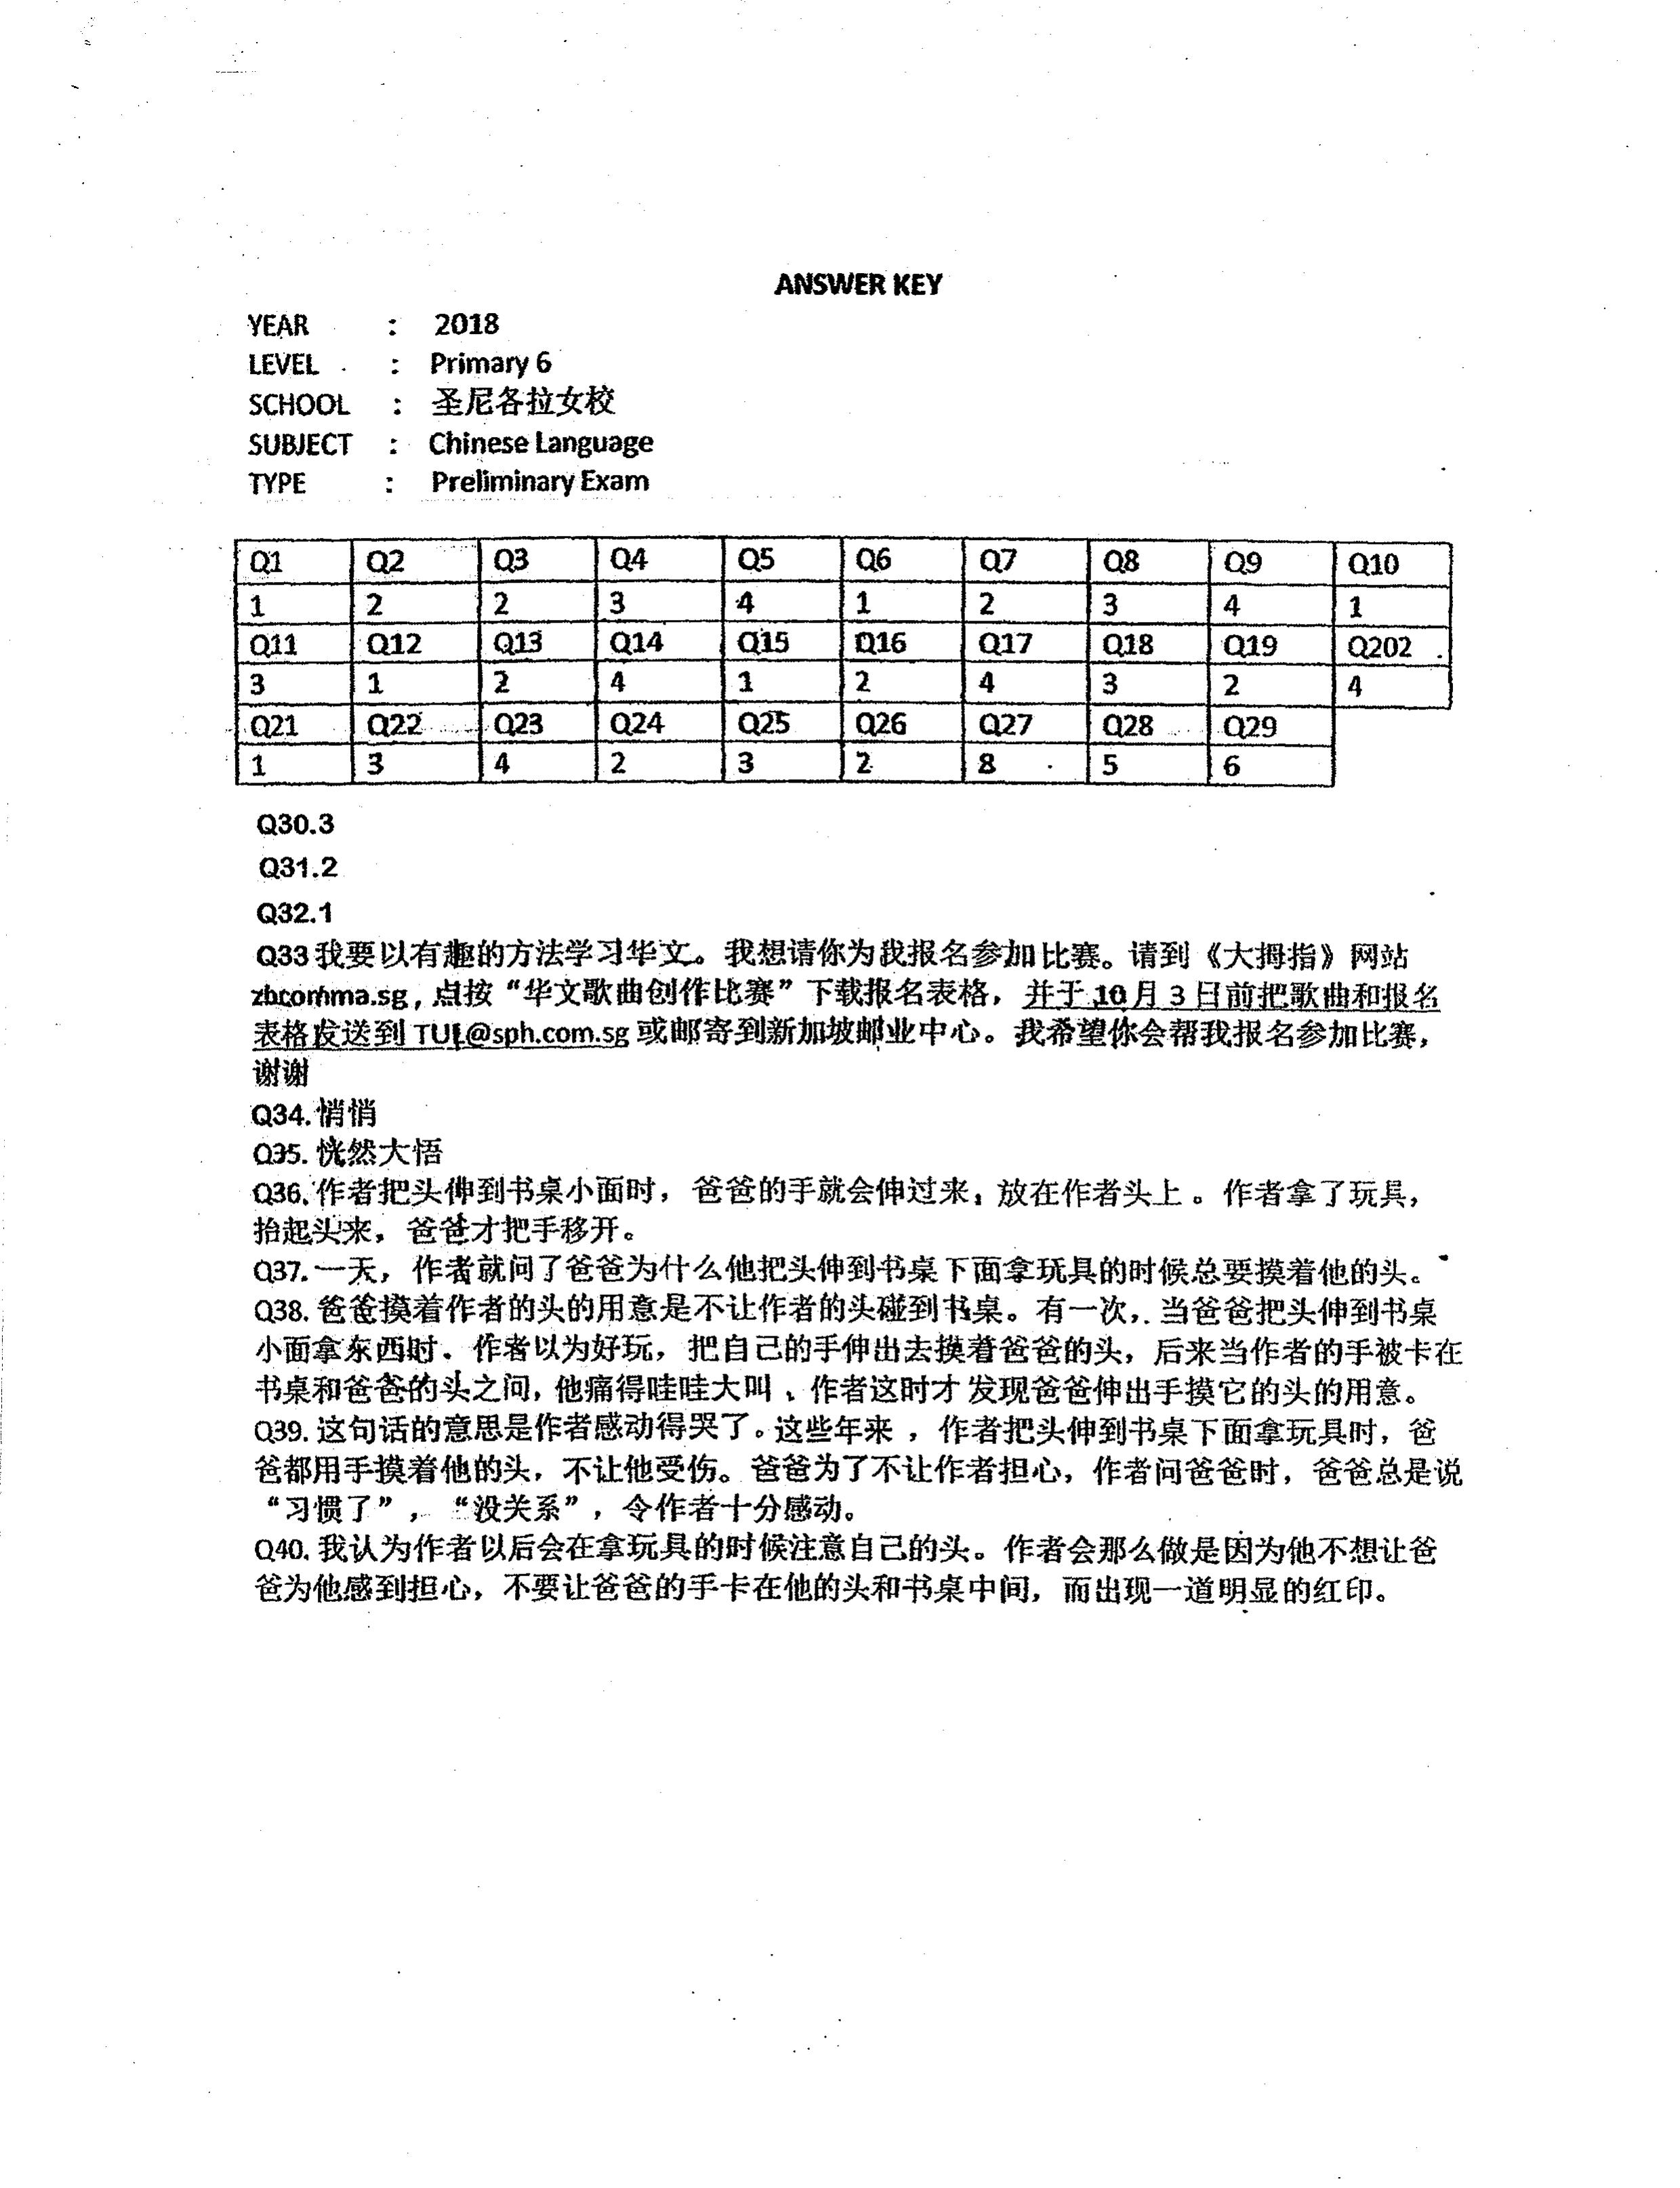 ANSWER KEY
YEAR : 2018
LEVEL : Primary 6
SCHOOL : 圣尼各拉女校
SUBJECT : Chinese Language
TYPE : Preliminary Exam
Q1 Q2 Q3 Q4 Q5 Q6 Q7 Q8 Q9 Q10
1 2 2 3 4 1 2 3 4 1
Q11 Q12 Q13 Q14 Q15 Q16 Q17 Q18 Q19 Q202
3 1 2 4 1 2 4 3 2 4
Q21 Q22 Q23 Q24 Q25 Q26 Q27 Q28 Q29
1 3 4 2 3 2 8 5 6
Q30.3
Q31.2
Q32.1
Q33 我要以有趣的方法学习华文。我想请你为我报名参加比赛。请到《大拇指》网站
zbcomma.sg, 点按“华文歌曲创作比赛”下载报名表格，并于 10 月 3 日前把歌曲和报名
表格发送到 @sph.com.sg 或邮寄到新加坡邮业中心。我希望你会帮我报名参加比赛，
谢谢
Q34. 悄悄
Q35. 恍然大悟
Q36. 作者把头伸到书桌小面时，爸爸的手就会伸过来，放在作者头上。作者拿了玩具，
抬起头来，爸爸才把手移开。
Q37. 一天，作者就问了爸爸为什么他把头伸到书桌下面拿玩具的时候总要摸着他的头。
Q38. 爸爸摸着作者的头的用意是不让作者的头碰到书桌。有一次，当爸爸把头伸到书桌
小面拿东西时．作者以为好玩，把自己的手伸出去摸着爸爸的头，后来当作者的手被卡在
书桌和爸爸的头之间，他痛得哇哇大叫、作者这时才发现爸爸伸出手摸它的头的用意。
Q39. 这句话的意思是作者感动得哭了。这些年来，作者把头伸到书桌下面拿玩具时，爸
爸都用手摸着他的头，不让他受伤。爸爸为了不让作者担心，作者问爸爸时，爸爸总是说
“习惯了”，“没关系”，令作者十分感动。
Q40. 我认为作者以后会在拿玩具的时候注意自己的头。作者会那么做是因为他不想让爸
爸为他感到担心，不要让爸爸的手卡在他的头和书桌中间，而出现一道明显的红印。